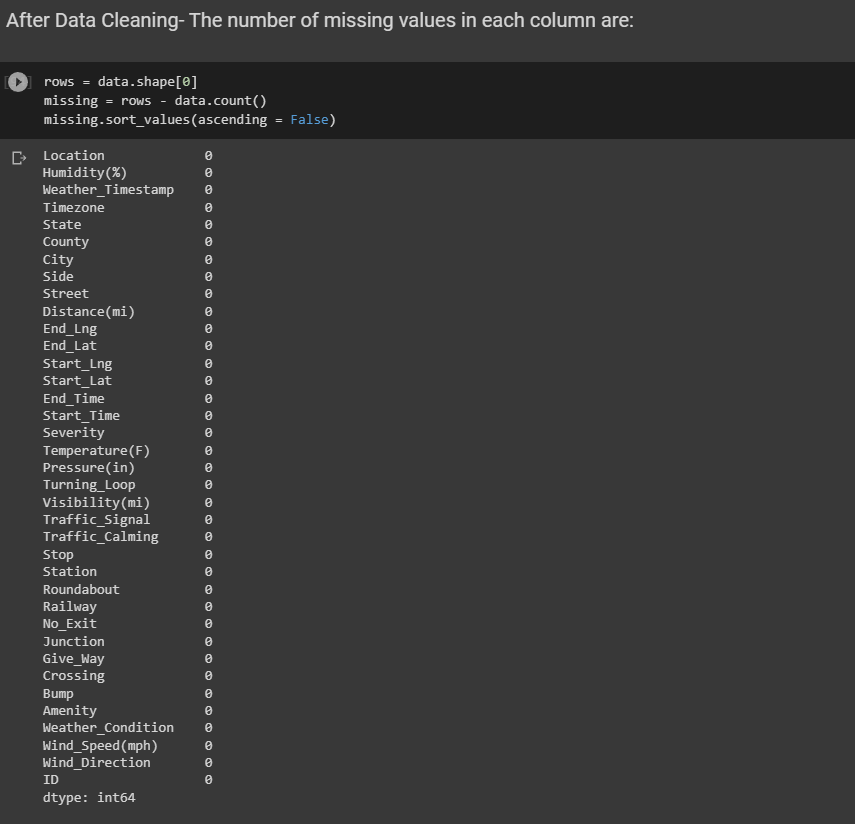 After Data Cleaning- The number of missing values in each column are:
rows = data.shape[0]
missing = rows - data.count()
missing.sort_values(ascending = False)
Location 0
Humidity(%) 0
Weather_Timestamp 0
Timezone 0
State 0
County 0
City 0
Side 0
Street 0
Distance(mi) 0
End_Lng 0
End_Lat 0
Start_Lng 0
Start_Lat 0
End_Time 0
Start_Time 0
Severity 0
Temperature(F) 0
Pressure(in) 0
Turning_Loop 0
Visibility(mi) 0
Traffic_Signal 0
Traffic_Calming 0
Stop 0
Station 0
Roundabout 0
Railway 0
No_Exit 0
Junction 0
Give_Way 0
Crossing 0
Bump 0
Amenity 0
Weather_Condition 0
Wind_Speed(mph) 0
Wind_Direction 0
ID 0
dtype: int64